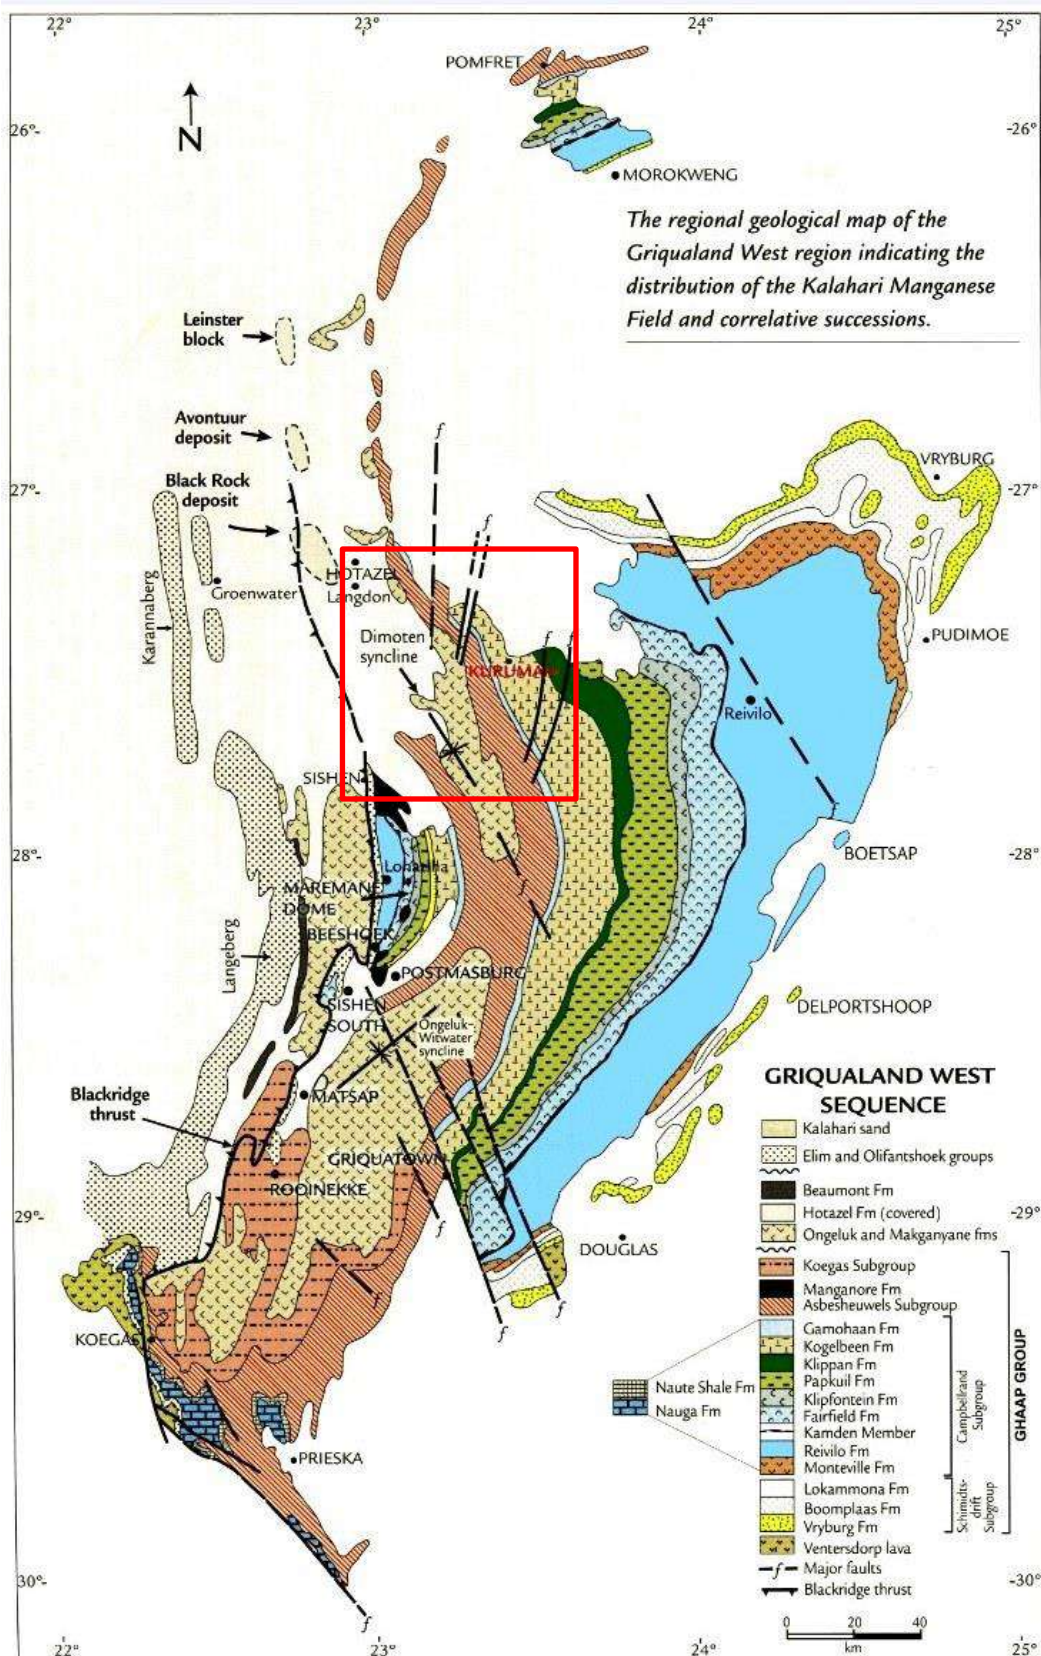 22°
23°
24°
25°
POMFRET
26°-
-26°
N
MOROKWENG
The regional geological map of the
Griqualand West region indicating the
distribution of the Kalahari Manganese
Field and correlative successions.
Leinster
block
Avontuur
deposit
f
VRYBURG
Black Rock
deposit
27°-
-27°
f
HOTAZEL
Groenwater
Langdon
Karannaberg
Dimoten
syncline
f
f
PUDIMOE
KURUMAN
Reivilo
SISHEN
f
28°-
BOETSAP
-28°
Lohatlha
MAREMANE
DOME
f
BEESHOEK
Langeberg
POSTMASBURG
SISHEN
SOUTH
DELPORTSHOOP
Ongeluk-
Witwater
syncline
Blackridge
thrust
MATSAP
GRIQUATOWN
ROOINEKKE
f
29°-
-29°
DOUGLAS
f
f
f
KOEGAS
PRIESKA
30°-
-30°
f
GRIQUALAND WEST
SEQUENCE
Kalahari sand
Elim and Olifantshoek groups
Beaumont Fm
Hotazel Fm (covered)
Ongeluk and Makganyane fms
Koegas Subgroup
Manganore Fm
Asbesheuwels Subgroup
Gamohaan Fm
Kogelbeen Fm
Klippan Fm
Papkuil Fm
Klipfontein Fm
Fairfield Fm
Kamden Member
Reivilo Fm
Monteville Fm
Lokammona Fm
Boomplaas Fm
Vryburg Fm
Ventersdorp lava
f Major faults
Blackridge thrust
Naute Shale Fm
Nauga Fm
Campbellrand
Subgroup
Schmidts-
drift
Subgroup
GHAAP GROUP
0 20 40
km
22°
23°
24°
25°